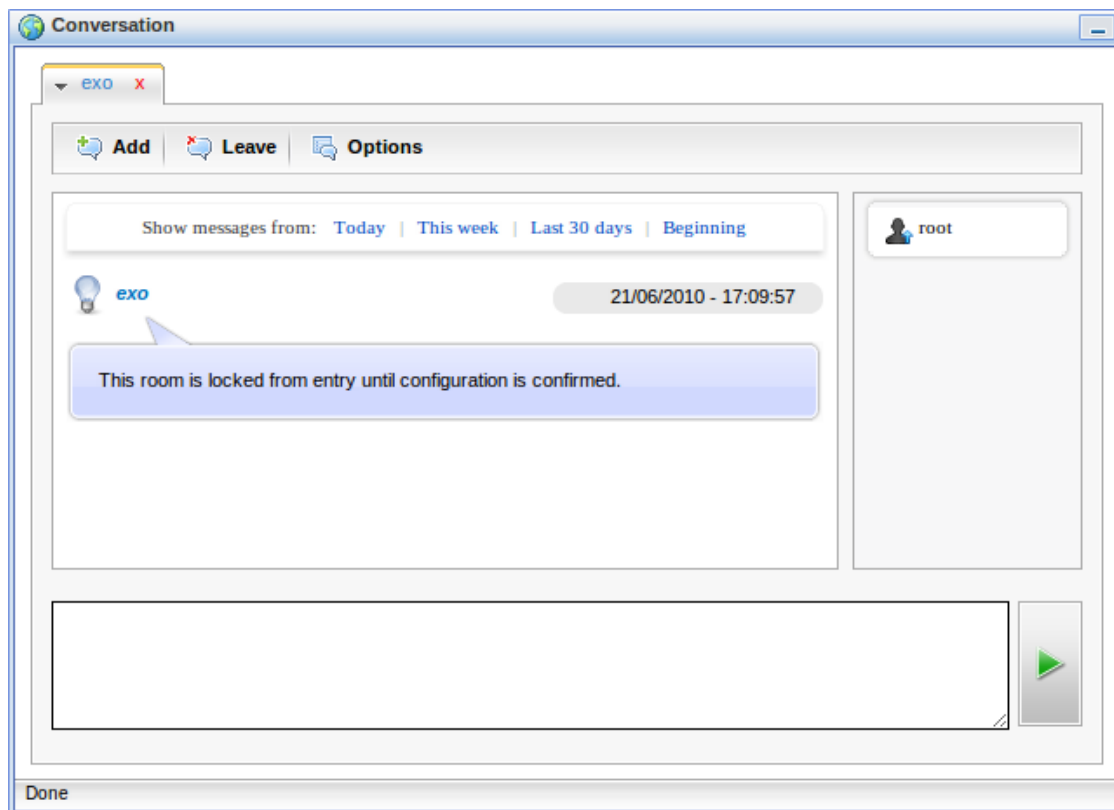 Conversation
exo x
Add Leave Options
Show messages from: Today | This week | Last 30 days | Beginning
root
exo 21/06/2010 - 17:09:57
This room is locked from entry until configuration is confirmed.
Done